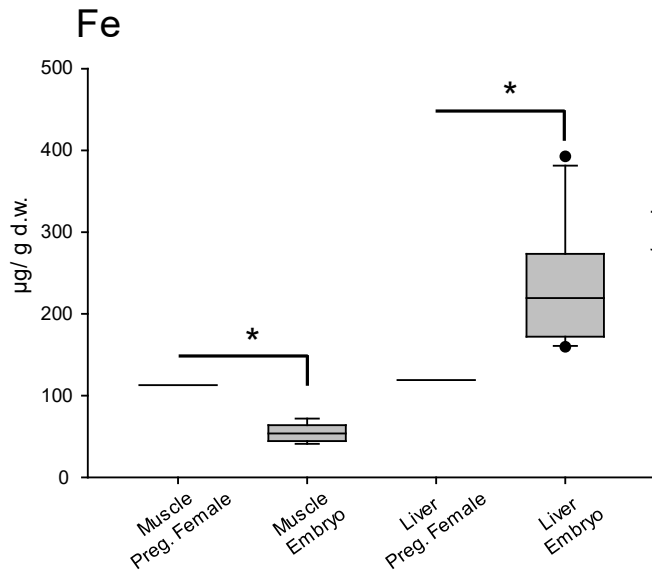 Fe
500
400
300
200
100
0
µg/ g d.w.
*
*
Muscle
Preg. Female
Muscle
Embryo
Liver
Preg. Female
Liver
Embryo